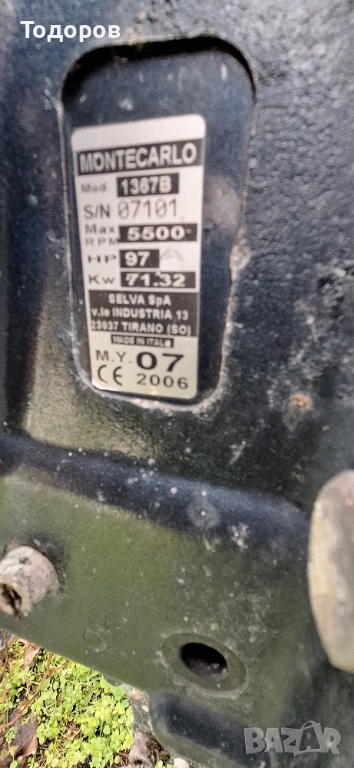 Тодоров
MONTECARLO
Mod. 1367B
S/N 07101
Max RPM 5500
HP 97
Kw 71.32
SELVA SpA
v.le INDUSTRIA 13
23037 TIRANO (SO)
MADE IN ITALY
M.Y. 07
CE 2006
BAZAR